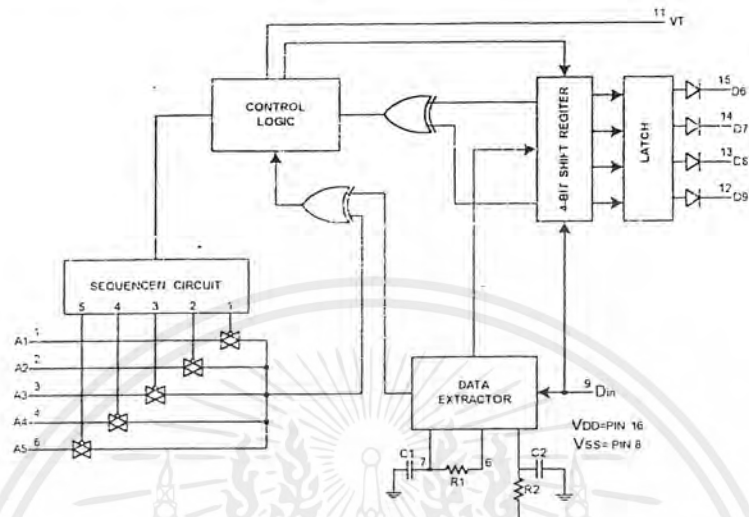 11
VT
CONTROL
LOGIC
4-BIT SHIFT REGITER
LATCH
15
D6
14
D7
13
D8
12
D9
SEQUENCEN CIRCUIT
5 4 3 2 1
A1 1
A2 2
A3 3
A4 4
A5 6
DATA
EXTRACTOR
9
Din
VDD=PIN 16
VSS=PIN 8
C1
7
R1
6
C2
R2